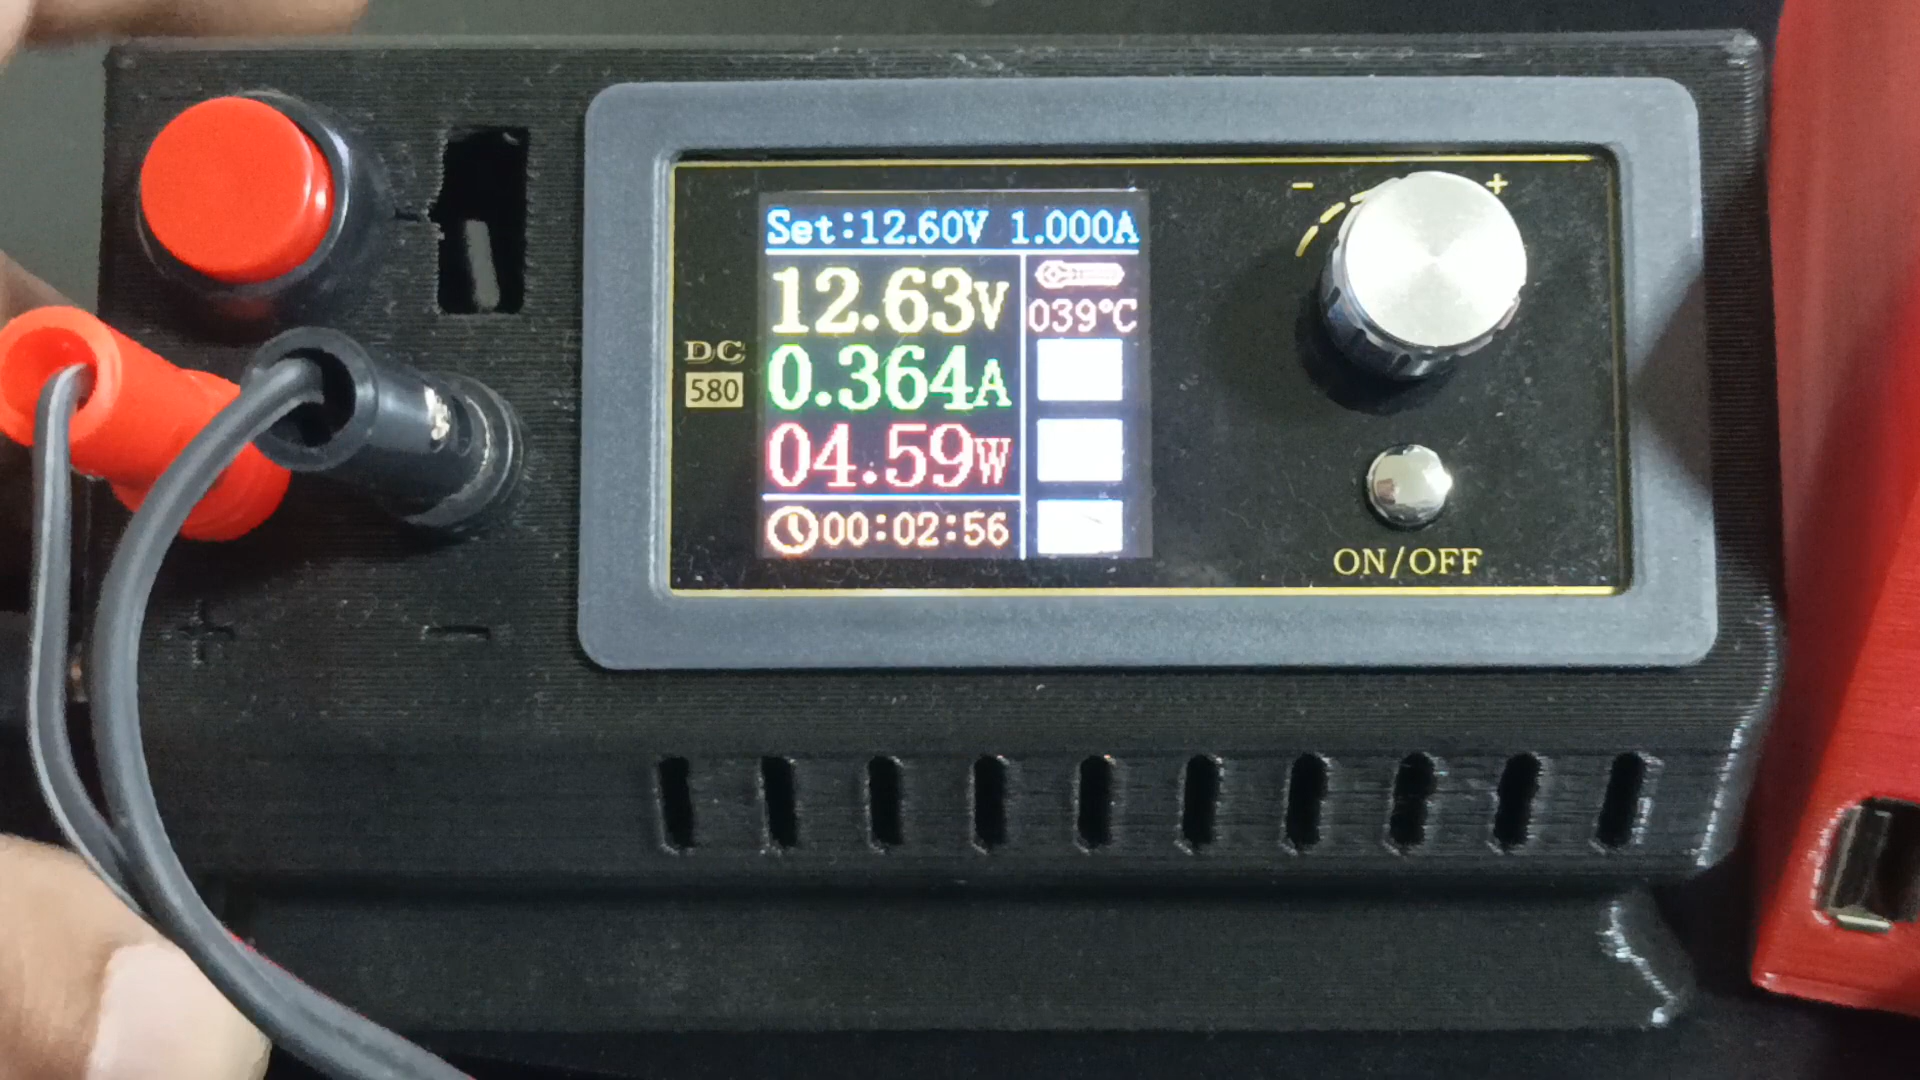 Set:12.60V 1.000A
12.63V
039°C
0.364A
04.59W
00:02:56
DC
580
- +
ON/OFF
+ -